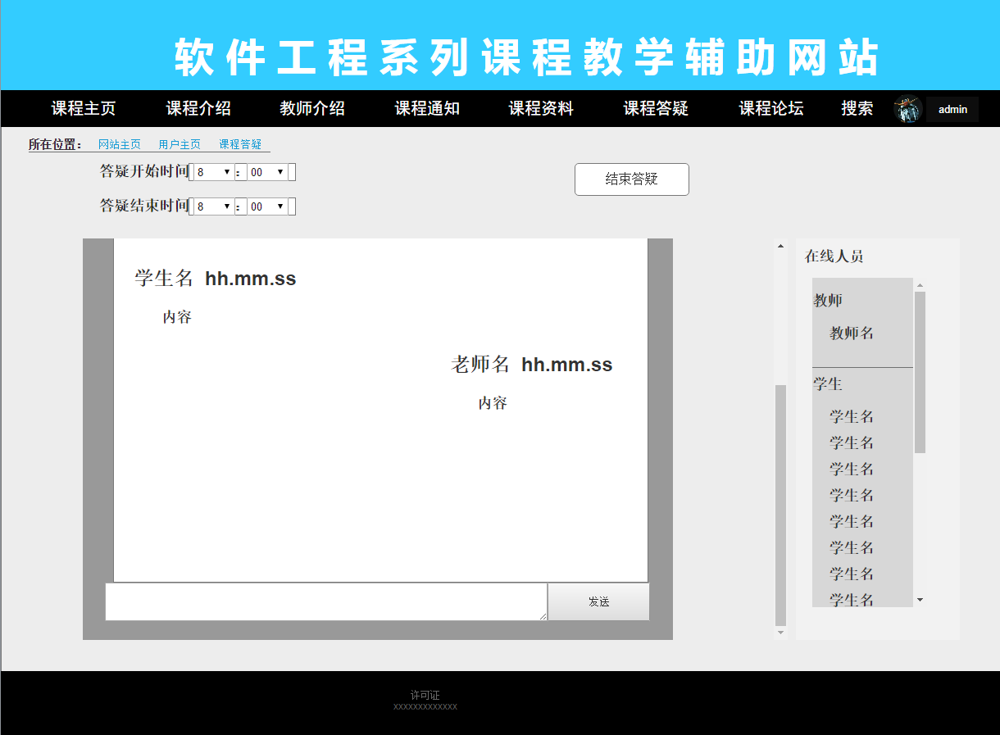 软件工程系列课程教学辅助网站
课程主页 课程介绍 教师介绍 课程通知 课程资料 课程答疑 课程论坛 搜索 admin
所在位置： 网站主页 用户主页 课程答疑
答疑开始时间 8 : 00
结束答疑
答疑结束时间 8 : 00
学生名 hh.mm.ss
内容
老师名 hh.mm.ss
内容
发送
在线人员
教师
教师名
学生
学生名
学生名
学生名
学生名
学生名
学生名
学生名
学生名
许可证
XXXXXXXXXXXXX